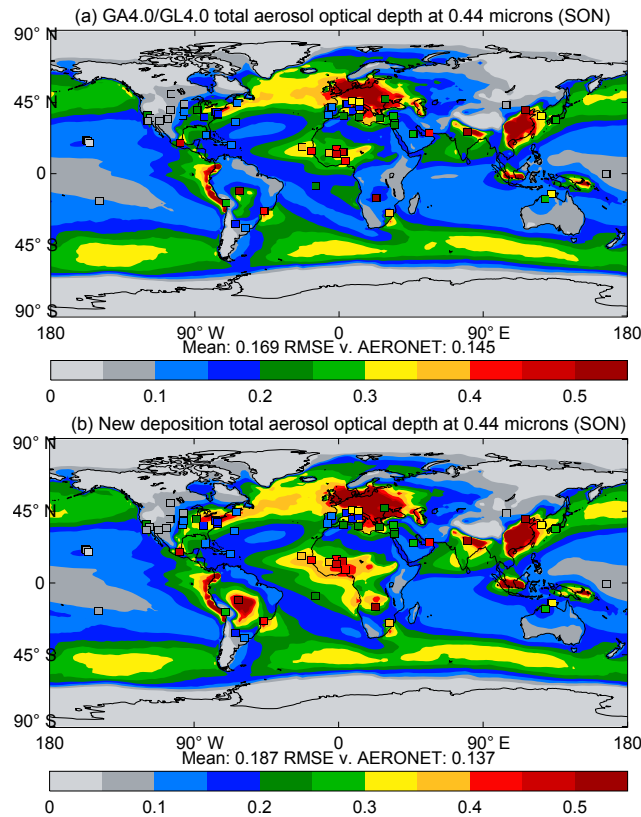 (a) GA4.0/GL4.0 total aerosol optical depth at 0.44 microns (SON)
90° N
45° N
0
45° S
90° S
180 90° W 0 90° E 180
Mean: 0.169 RMSE v. AERONET: 0.145
0 0.1 0.2 0.3 0.4 0.5
(b) New deposition total aerosol optical depth at 0.44 microns (SON)
90° N
45° N
0
45° S
90° S
180 90° W 0 90° E 180
Mean: 0.187 RMSE v. AERONET: 0.137
0 0.1 0.2 0.3 0.4 0.5